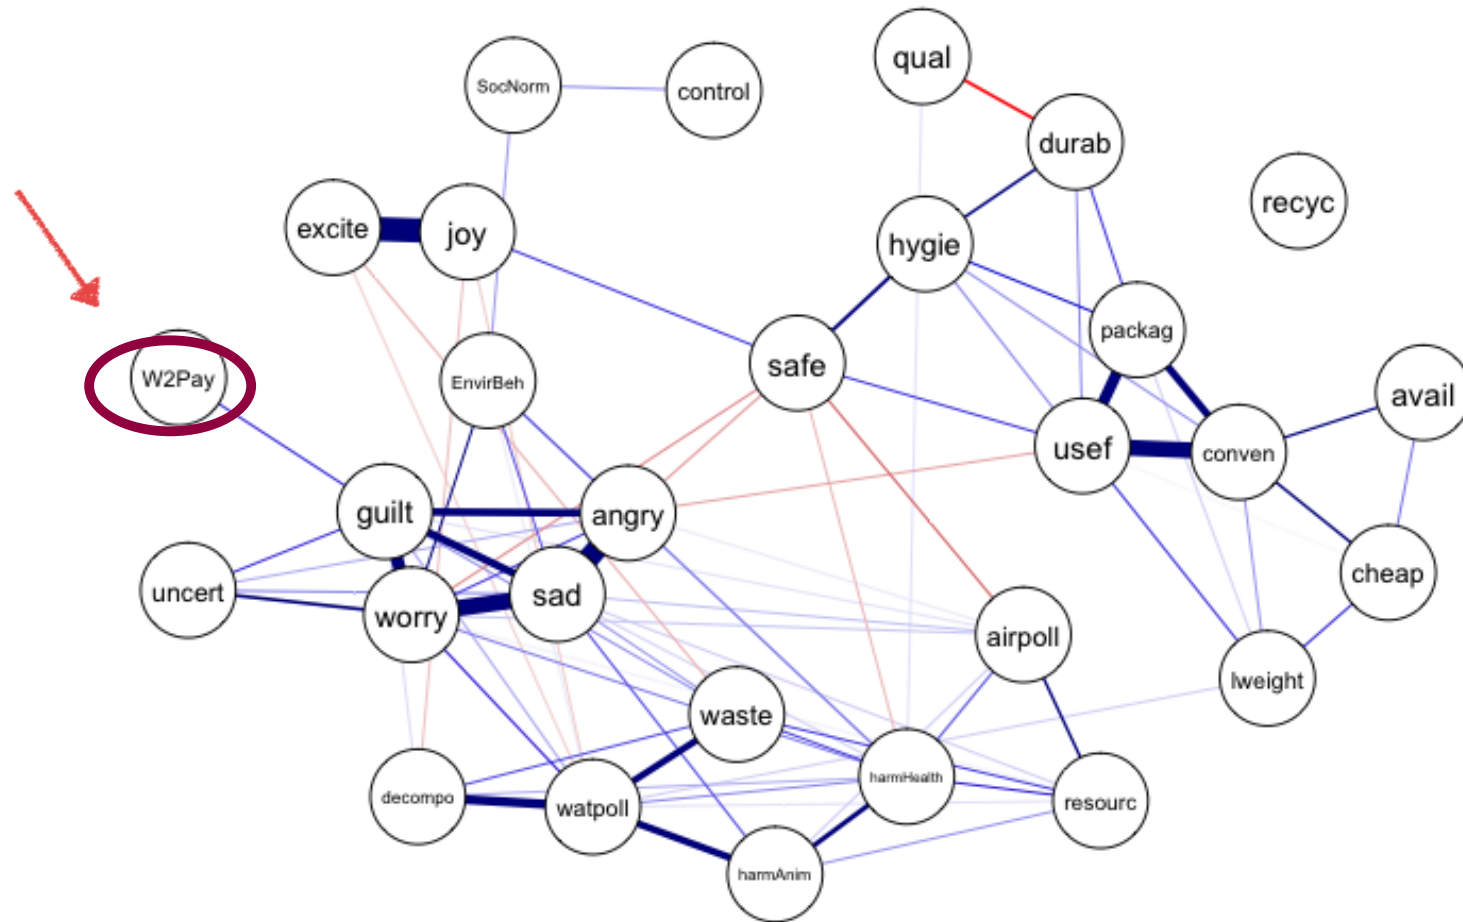 qual
SocNorm
control
durab
recyc
excite
joy
hygie
packag
safe
W2Pay
EnvirBeh
avail
usef
conven
guilt
angry
cheap
uncert
sad
worry
airpoll
lweight
waste
harmHealth
decompo
watpoll
resourc
harmAnim